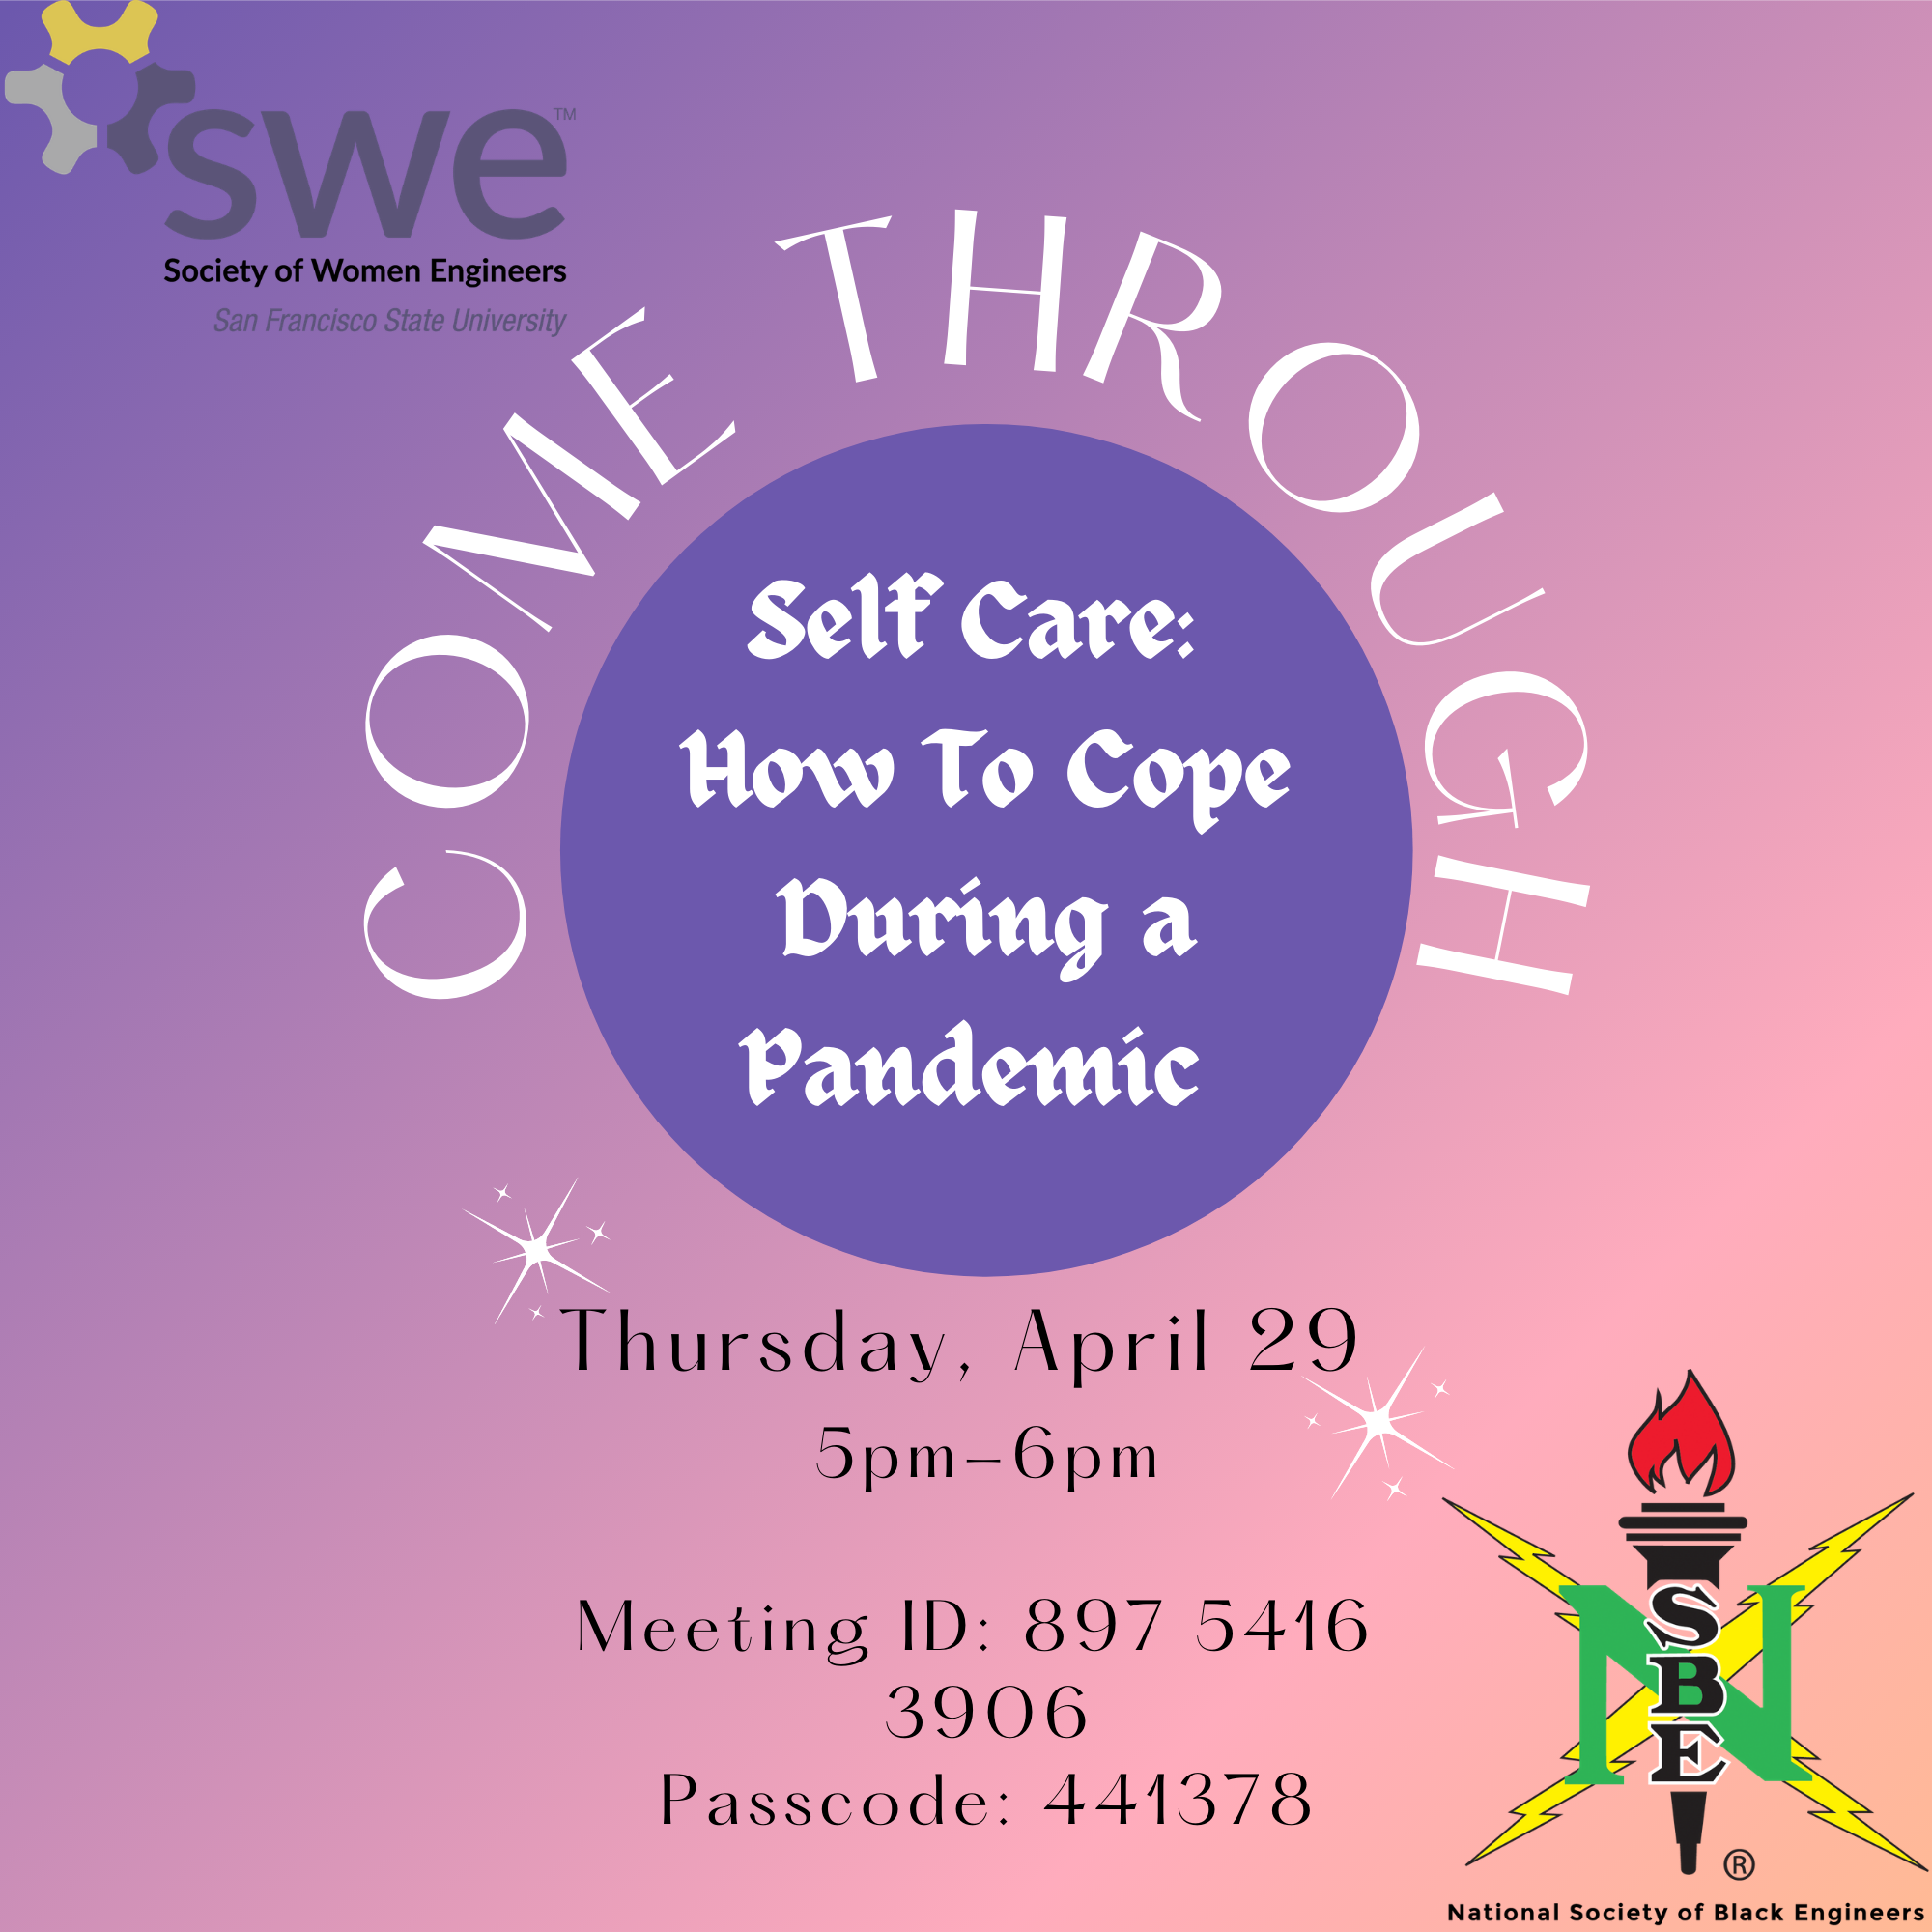 swe™
Society of Women Engineers
San Francisco State University
COME THROUGH
Self Care:
How To Cope
During a
Pandemic
Thursday, April 29
5pm–6pm
Meeting ID: 897 5416
3906
Passcode: 441378
NSBE
®
National Society of Black Engineers